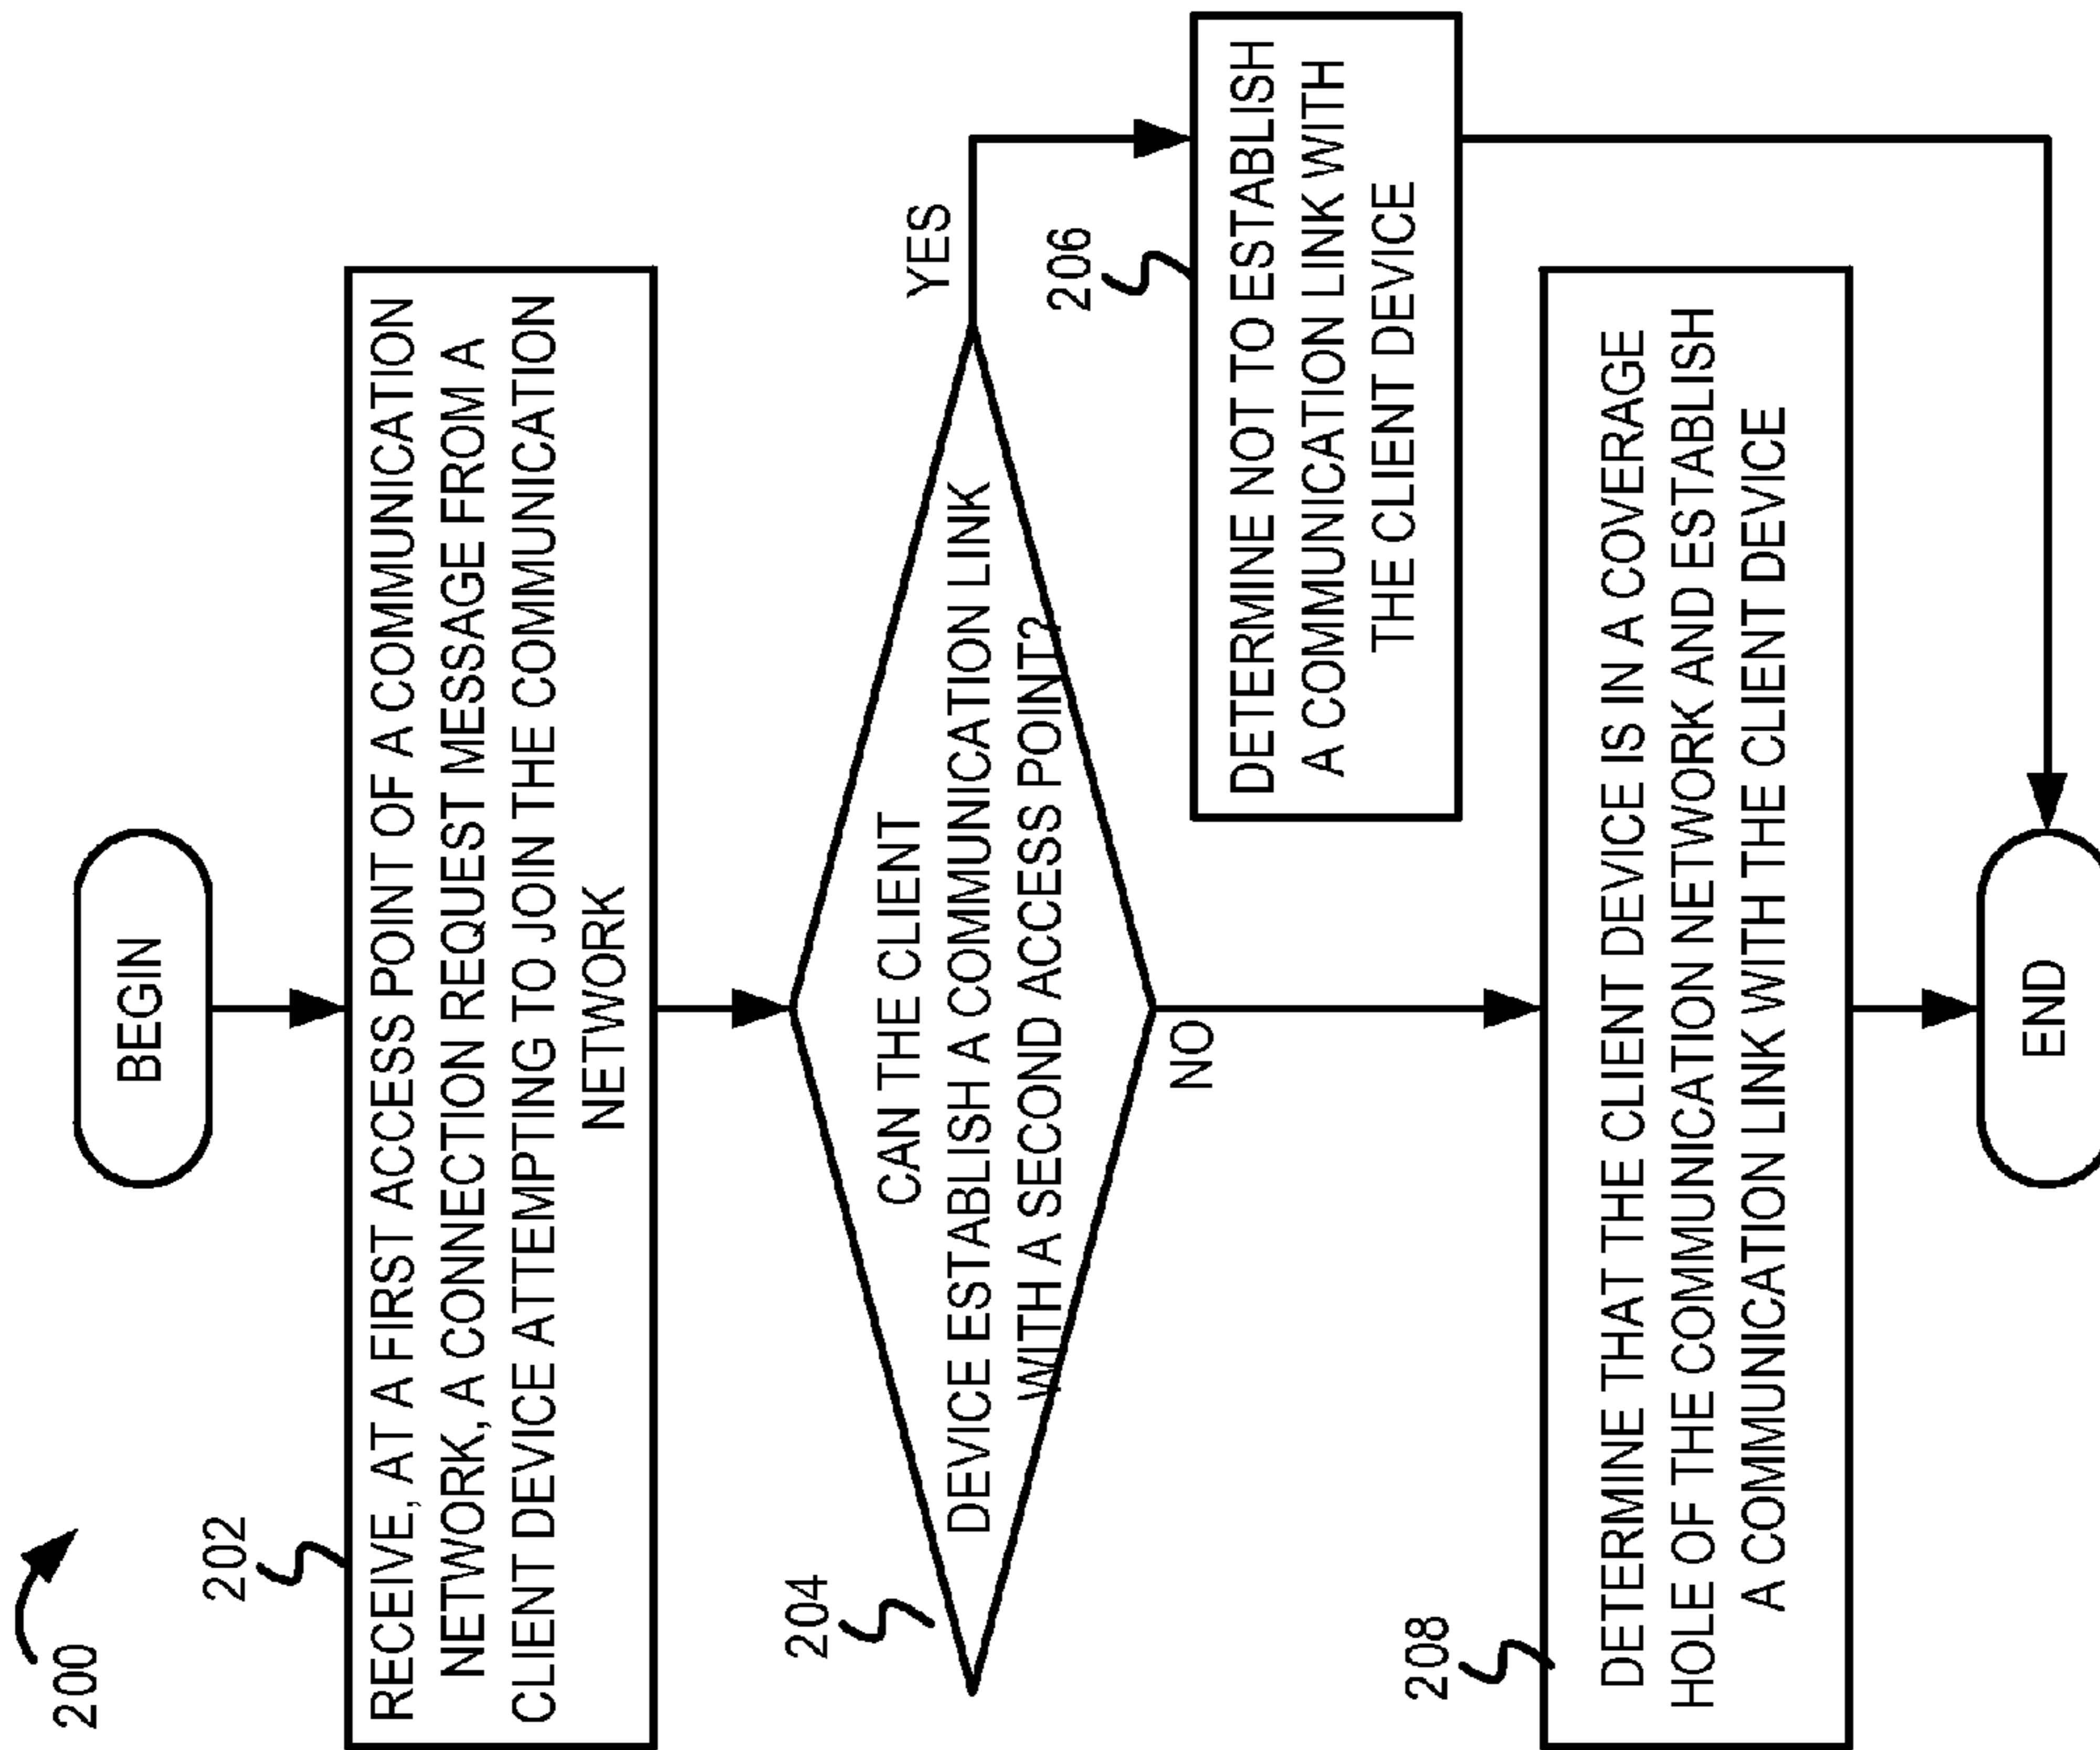 200
BEGIN
202
RECEIVE, AT A FIRST ACCESS POINT OF A COMMUNICATION
NETWORK, A CONNECTION REQUEST MESSAGE FROM A
CLIENT DEVICE ATTEMPTING TO JOIN THE COMMUNICATION
NETWORK
204
CAN THE CLIENT
DEVICE ESTABLISH A COMMUNICATION LINK
WITH A SECOND ACCESS POINT?
YES
NO
206
DETERMINE NOT TO ESTABLISH
A COMMUNICATION LINK WITH
THE CLIENT DEVICE
208
DETERMINE THAT THE CLIENT DEVICE IS IN A COVERAGE
HOLE OF THE COMMUNICATION NETWORK AND ESTABLISH
A COMMUNICATION LINK WITH THE CLIENT DEVICE
END